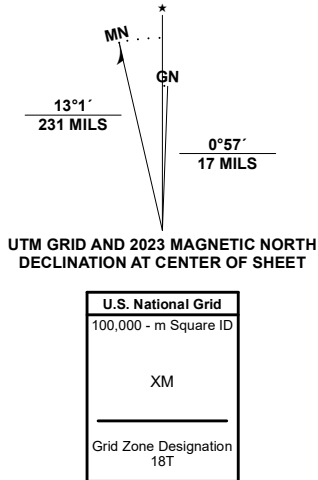 MN
GN
13°1´
231 MILS
0°57´
17 MILS
UTM GRID AND 2023 MAGNETIC NORTH
DECLINATION AT CENTER OF SHEET
U.S. National Grid
100,000 - m Square ID
XM
Grid Zone Designation
18T